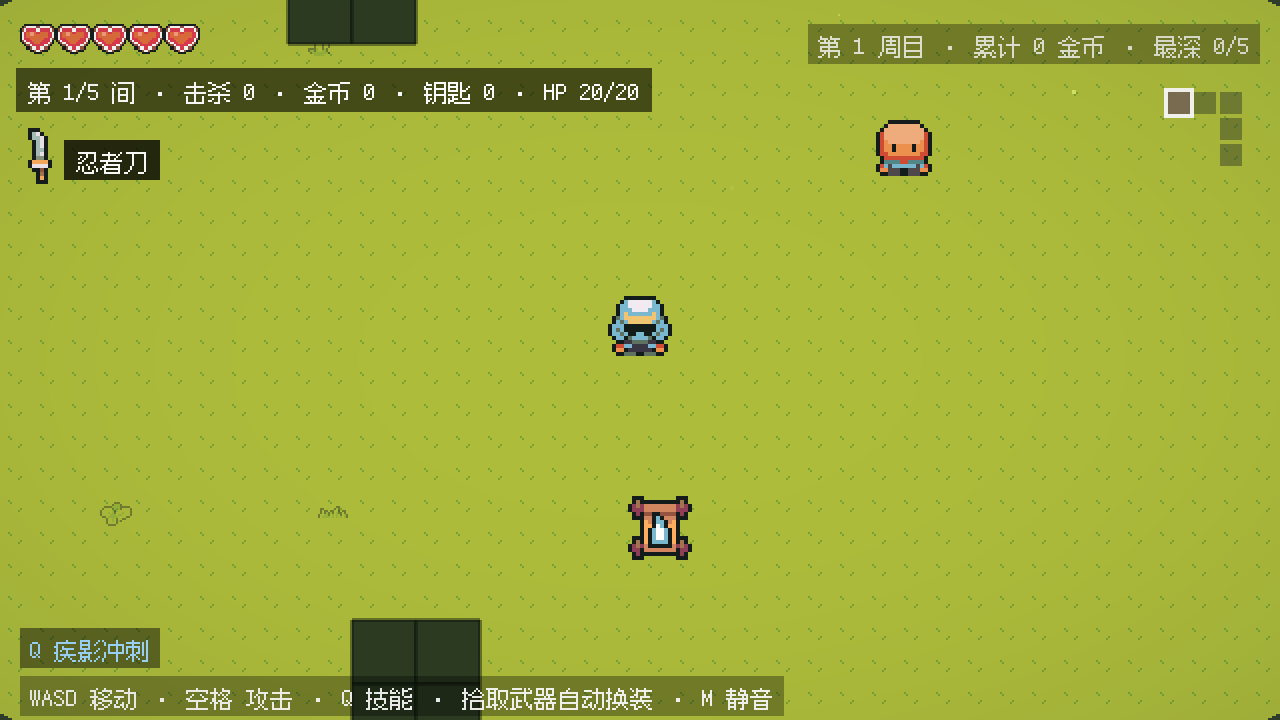 第 1 周目 · 累计 0 金币 · 最深 0/5
第 1/5 间 · 击杀 0 · 金币 0 · 钥匙 0 · HP 20/20
忍者刀
Q 疾影冲刺
WASD 移动 · 空格 攻击 · Q 技能 · 拾取武器自动换装 · M 静音